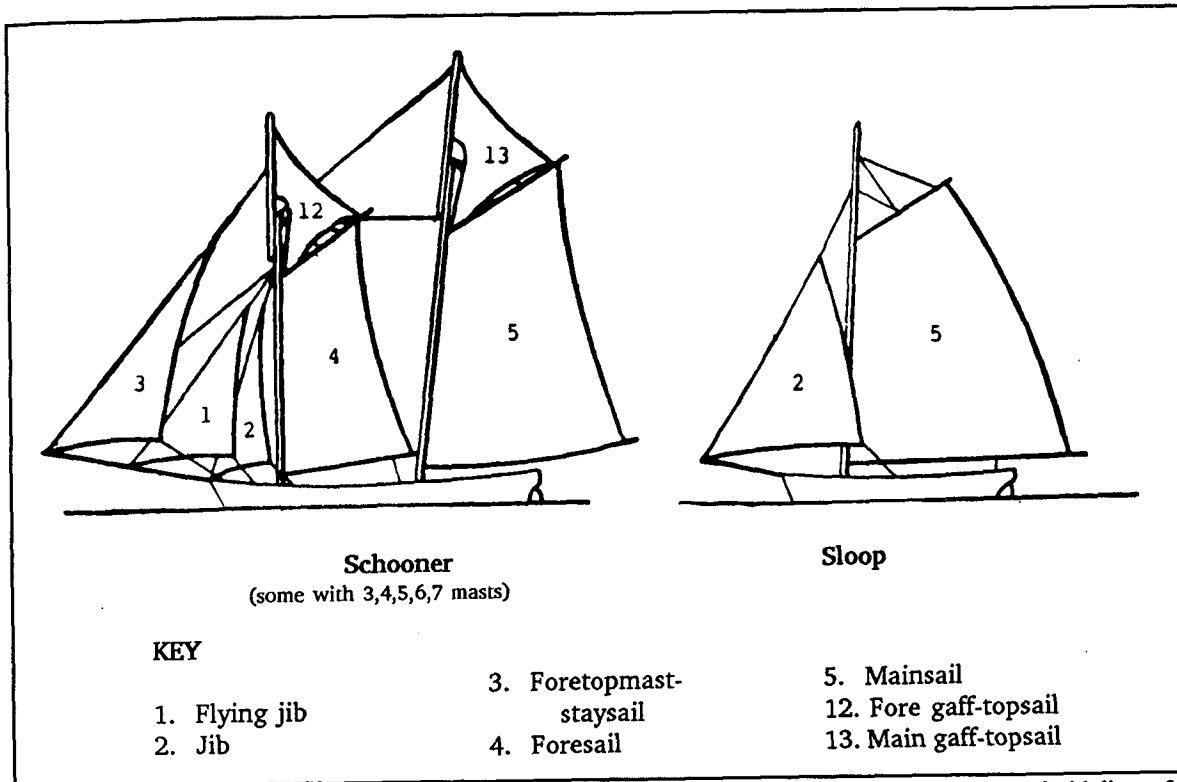 12
13
3
1
2
4
5
2
5
Schooner
(some with 3,4,5,6,7 masts)
Sloop
KEY
1. Flying jib
2. Jib
3. Foretopmast-
staysail
4. Foresail
5. Mainsail
12. Fore gaff-topsail
13. Main gaff-topsail